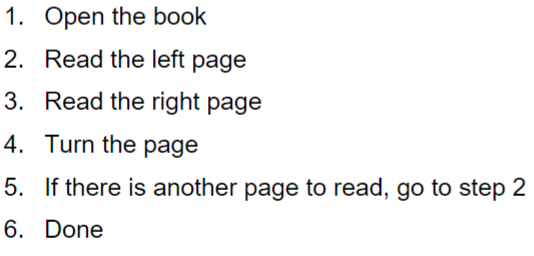 1. Open the book
2. Read the left page
3. Read the right page
4. Turn the page
5. If there is another page to read, go to step 2
6. Done